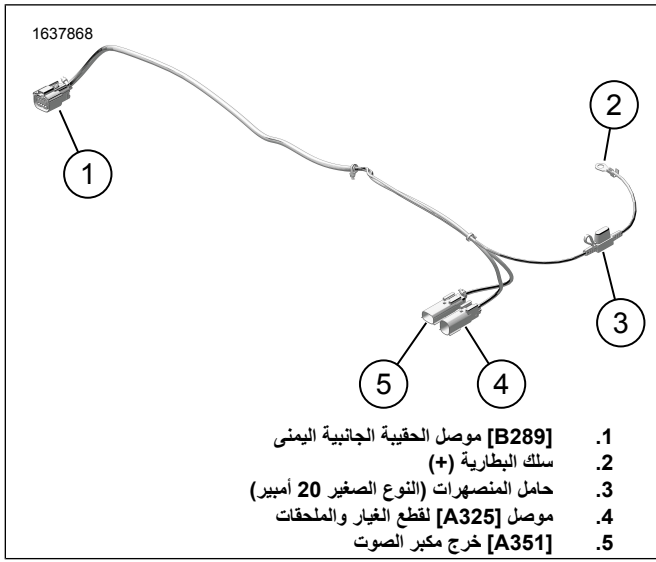 1637868
1
2
3
4
5
1. [B289] موصل الحقيبة الجانبية اليمنى
2. سلك البطارية (+)
3. حامل المنصهرات (النوع الصغير 20 أمبير)
4. موصل [A325] لقطع الغيار والملحقات
5. [A351] خرج مكبر الصوت